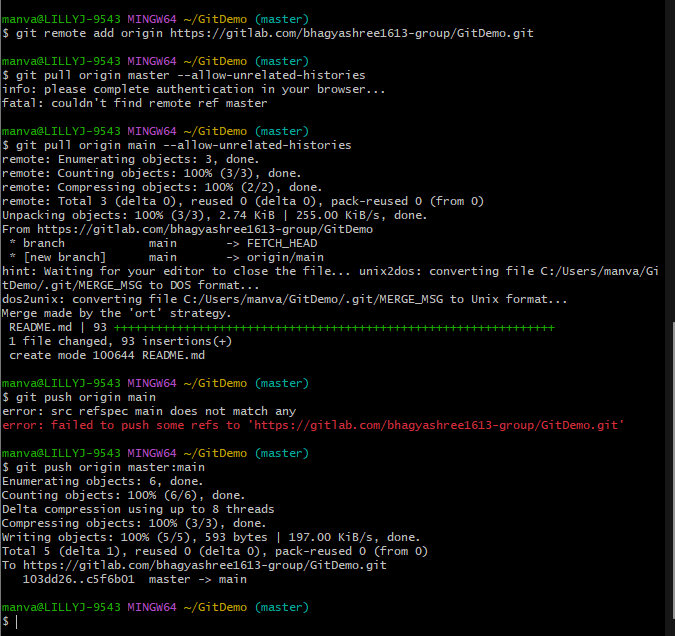 manva@LILLYJ-9543 MINGW64 ~/GitDemo (master)
$ git remote add origin https://gitlab.com/bhagyashree1613-group/GitDemo.git
manva@LILLYJ-9543 MINGW64 ~/GitDemo (master)
$ git pull origin master --allow-unrelated-histories
info: please complete authentication in your browser...
fatal: couldn't find remote ref master
manva@LILLYJ-9543 MINGW64 ~/GitDemo (master)
$ git pull origin main --allow-unrelated-histories
remote: Enumerating objects: 3, done.
remote: Counting objects: 100% (3/3), done.
remote: Compressing objects: 100% (2/2), done.
remote: Total 3 (delta 0), reused 0 (delta 0), pack-reused 0 (from 0)
Unpacking objects: 100% (3/3), 2.74 KiB | 255.00 KiB/s, done.
From https://gitlab.com/bhagyashree1613-group/GitDemo
 * branch            main       -> FETCH_HEAD
 * [new branch]      main       -> origin/main
hint: Waiting for your editor to close the file... unix2dos: converting file C:/Users/manva/Gi
tDemo/.git/MERGE_MSG to DOS format...
dos2unix: converting file C:/Users/manva/GitDemo/.git/MERGE_MSG to Unix format...
Merge made by the 'ort' strategy.
 README.md | 93 +++++++++++++++++++++++++++++++++++++++++++++++++++++++++++++++
 1 file changed, 93 insertions(+)
 create mode 100644 README.md
manva@LILLYJ-9543 MINGW64 ~/GitDemo (master)
$ git push origin main
error: src refspec main does not match any
error: failed to push some refs to 'https://gitlab.com/bhagyashree1613-group/GitDemo.git'
manva@LILLYJ-9543 MINGW64 ~/GitDemo (master)
$ git push origin master:main
Enumerating objects: 6, done.
Counting objects: 100% (6/6), done.
Delta compression using up to 8 threads
Compressing objects: 100% (3/3), done.
Writing objects: 100% (5/5), 593 bytes | 197.00 KiB/s, done.
Total 5 (delta 1), reused 0 (delta 0), pack-reused 0 (from 0)
To https://gitlab.com/bhagyashree1613-group/GitDemo.git
   103dd26..c5f6b01  master -> main
manva@LILLYJ-9543 MINGW64 ~/GitDemo (master)
$